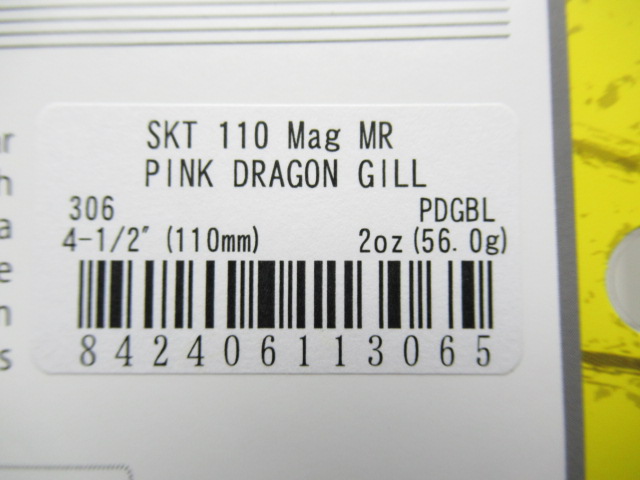 SKT 110 Mag MR
PINK DRAGON GILL
306 PDGBL
4-1/2" (110mm) 2oz (56.0g)
842406113065